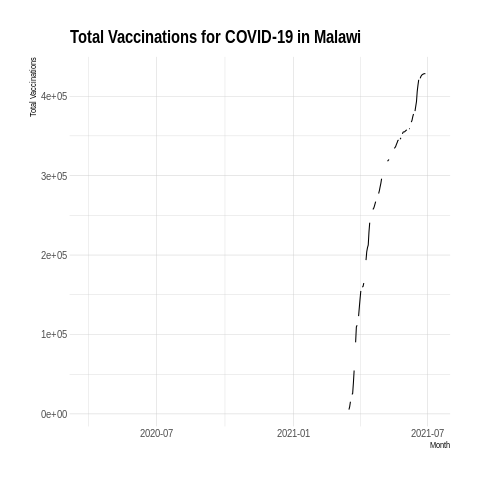 Total Vaccinations for COVID-19 in Malawi
Total Vaccinations
4e+05
3e+05
2e+05
1e+05
0e+00
2020-07
2021-01
2021-07
Month